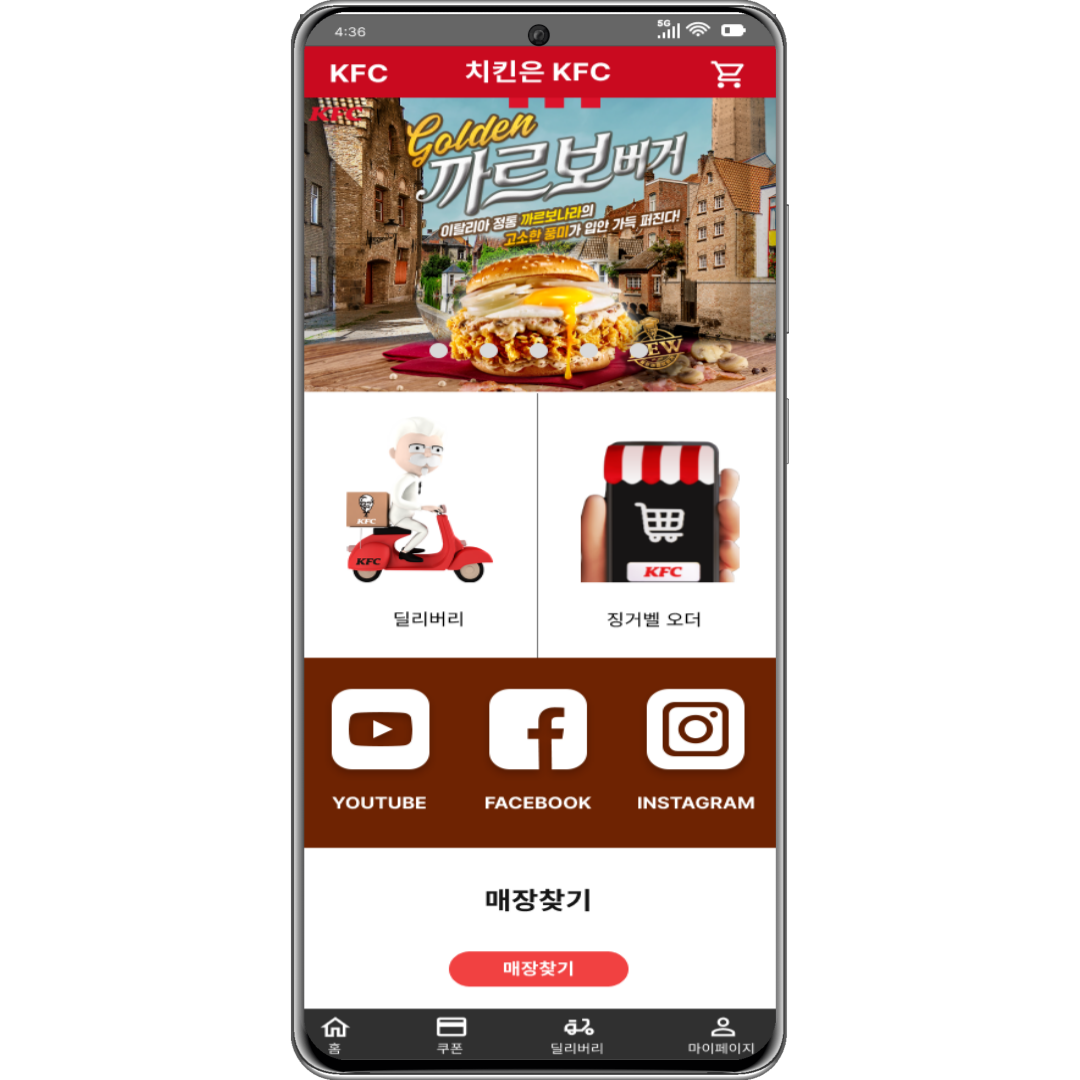 4:36
5G
KFC
치킨은 KFC
KFC
Golden
까르보버거
이탈리아 정통 까르보나라의
고소한 풍미가 입안 가득 퍼진다!
NEW
KFC
KFC
KFC
딜리버리
징거벨 오더
YOUTUBE
FACEBOOK
INSTAGRAM
매장찾기
매장찾기
홈
쿠폰
딜리버리
마이페이지